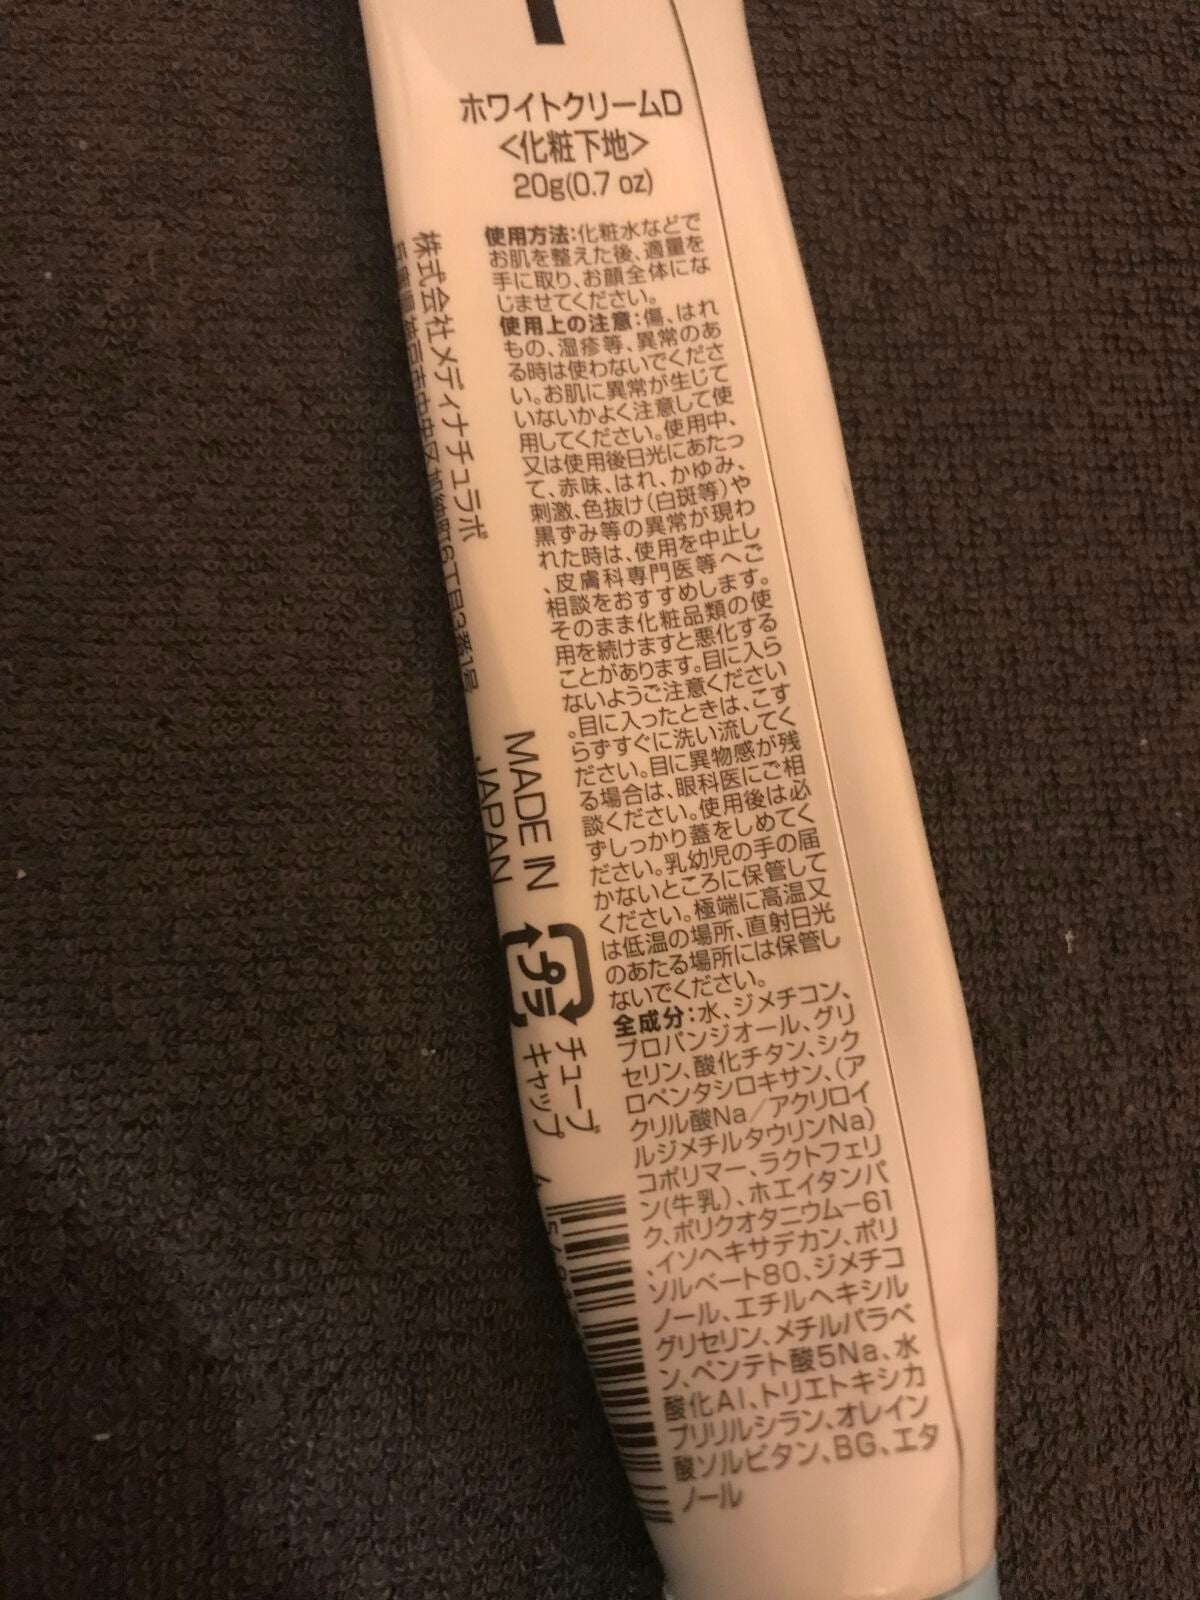 ホワイトクリームD
<化粧下地>
20g(0.7 oz)
使用方法:化粧水などで
お肌を整えた後、適量を
手に取り、お顔全体にな
じませてください。
使用上の注意:傷、はれ
もの、湿疹等、異常のあ
る時は使わないでくださ
い。お肌に異常が生じて
いないかよく注意して使
用してください。使用中、
又は使用後日光にあたっ
て、赤味、はれ、かゆみ、
刺激、色抜け(白斑等)や
黒ずみ等の異常が現わ
れた時は、使用を中止し
、皮膚科専門医等へご
相談をおすすめします。
そのまま化粧品類の使
用を続けますと悪化する
ことがあります。目に入ら
ないようご注意ください
。目に入ったときは、こす
らずすぐに洗い流してく
ださい。目に異物感が残
る場合は、眼科医にご相
談ください。使用後は必
ずしっかり蓋をしめてく
ださい。乳幼児の手の届
かないところに保管して
ください。極端に高温又
は低温の場所、直射日光
のあたる場所には保管し
ないでください。
全成分:水、ジメチコン、
プロパンジオール、グリ
セリン、酸化チタン、シク
ロペンタシロキサン、(ア
クリル酸Na/アクリロイ
ルジメチルタウリンNa)
コポリマー、ラクトフェリ
ン(牛乳)、ホエイタンパ
ク、ポリクオタニウム-61
、イソヘキサデカン、ポリ
ソルベート80、ジメチコ
ノール、エチルヘキシル
グリセリン、メチルパラベ
ン、ペンテト酸5Na、水
酸化Al、トリエトキシカ
プリリルシラン、オレイン
酸ソルビタン、BG、エタ
ノール
株式会社メディナチュラボ
MADE IN
JAPAN
プラ
チューブ
キャップ